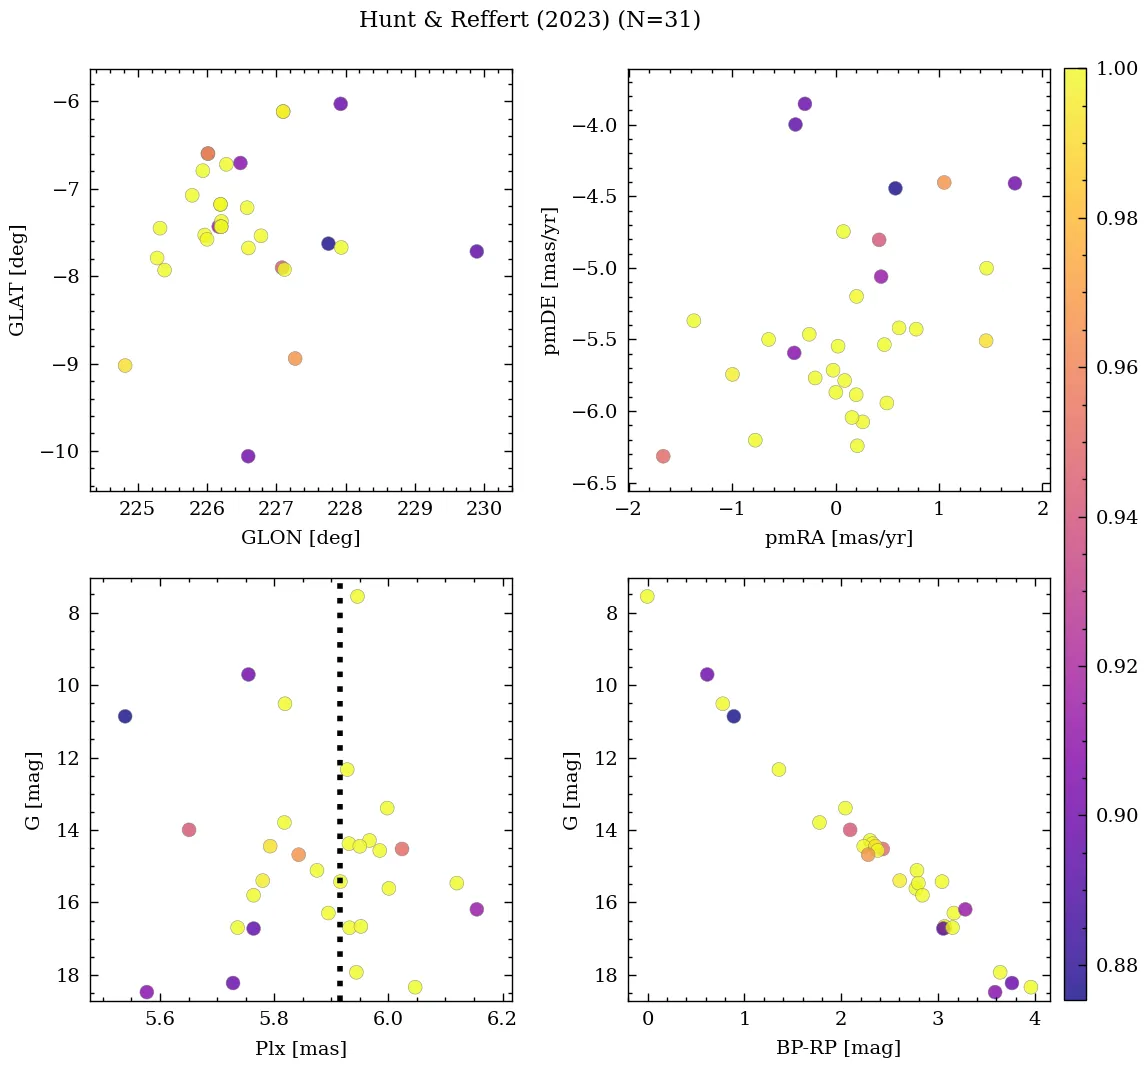 Hunt & Reffert (2023) (N=31)
−6
−7
−8
−9
−10
GLAT [deg]
225 226 227 228 229 230
GLON [deg]
−4.0
−4.5
−5.0
−5.5
−6.0
−6.5
pmDE [mas/yr]
−2 −1 0 1 2
pmRA [mas/yr]
8
10
12
14
16
18
G [mag]
5.6 5.8 6.0 6.2
Plx [mas]
8
10
12
14
16
18
G [mag]
0 1 2 3 4
BP-RP [mag]
1.00
0.98
0.96
0.94
0.92
0.90
0.88